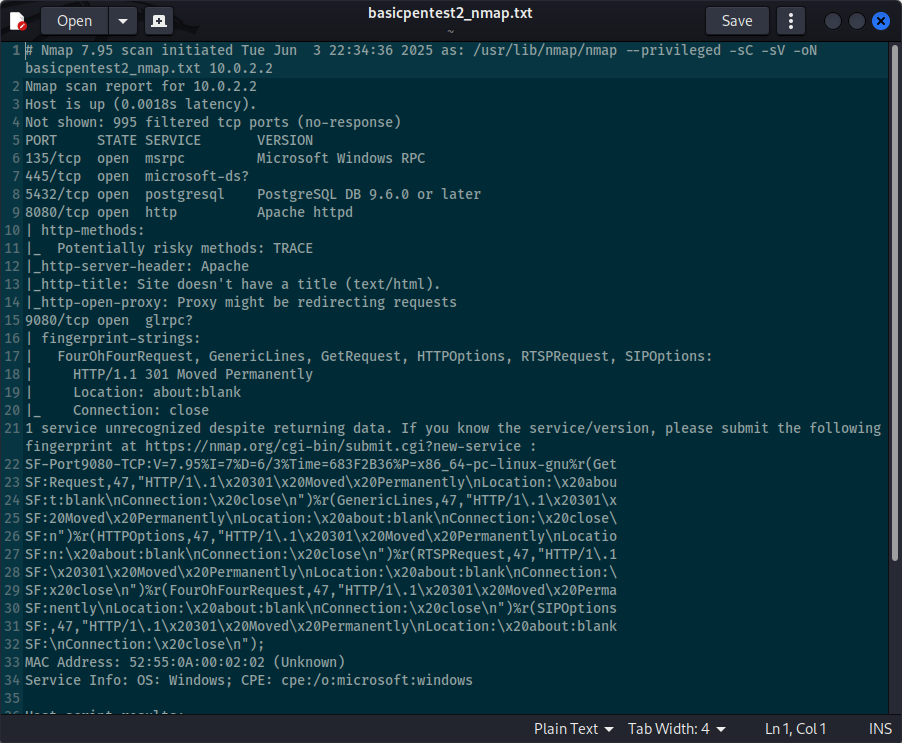 Open
basicpentest2_nmap.txt
~
Save
1 # Nmap 7.95 scan initiated Tue Jun  3 22:34:36 2025 as: /usr/lib/nmap/nmap --privileged -sC -sV -oN
basicpentest2_nmap.txt 10.0.2.2
2 Nmap scan report for 10.0.2.2
3 Host is up (0.0018s latency).
4 Not shown: 995 filtered tcp ports (no-response)
5 PORT     STATE SERVICE       VERSION
6 135/tcp  open  msrpc         Microsoft Windows RPC
7 445/tcp  open  microsoft-ds?
8 5432/tcp open  postgresql    PostgreSQL DB 9.6.0 or later
9 8080/tcp open  http          Apache httpd
10 | http-methods:
11 |_  Potentially risky methods: TRACE
12 |_http-server-header: Apache
13 |_http-title: Site doesn't have a title (text/html).
14 |_http-open-proxy: Proxy might be redirecting requests
15 9080/tcp open  glrpc?
16 | fingerprint-strings:
17 |   FourOhFourRequest, GenericLines, GetRequest, HTTPOptions, RTSPRequest, SIPOptions:
18 |     HTTP/1.1 301 Moved Permanently
19 |     Location: about:blank
20 |_    Connection: close
21 1 service unrecognized despite returning data. If you know the service/version, please submit the following
fingerprint at https://nmap.org/cgi-bin/submit.cgi?new-service :
22 SF-Port9080-TCP:V=7.95%I=7%D=6/3%Time=683F2B36%P=x86_64-pc-linux-gnu%r(Get
23 SF:Request,47,"HTTP/1\.1\x20301\x20Moved\x20Permanently\nLocation:\x20abou
24 SF:t:blank\nConnection:\x20close\n")%r(GenericLines,47,"HTTP/1\.1\x20301\x
25 SF:20Moved\x20Permanently\nLocation:\x20about:blank\nConnection:\x20close\
26 SF:n")%r(HTTPOptions,47,"HTTP/1\.1\x20301\x20Moved\x20Permanently\nLocatio
27 SF:n:\x20about:blank\nConnection:\x20close\n")%r(RTSPRequest,47,"HTTP/1\.1
28 SF:\x20301\x20Moved\x20Permanently\nLocation:\x20about:blank\nConnection:\
29 SF:x20close\n")%r(FourOhFourRequest,47,"HTTP/1\.1\x20301\x20Moved\x20Perma
30 SF:nently\nLocation:\x20about:blank\nConnection:\x20close\n")%r(SIPOptions
31 SF:,47,"HTTP/1\.1\x20301\x20Moved\x20Permanently\nLocation:\x20about:blank
32 SF:\nConnection:\x20close\n");
33 MAC Address: 52:55:0A:00:02:02 (Unknown)
34 Service Info: OS: Windows; CPE: cpe:/o:microsoft:windows
35
36 Host script results:
Plain Text
Tab Width: 4
Ln 1, Col 1
INS